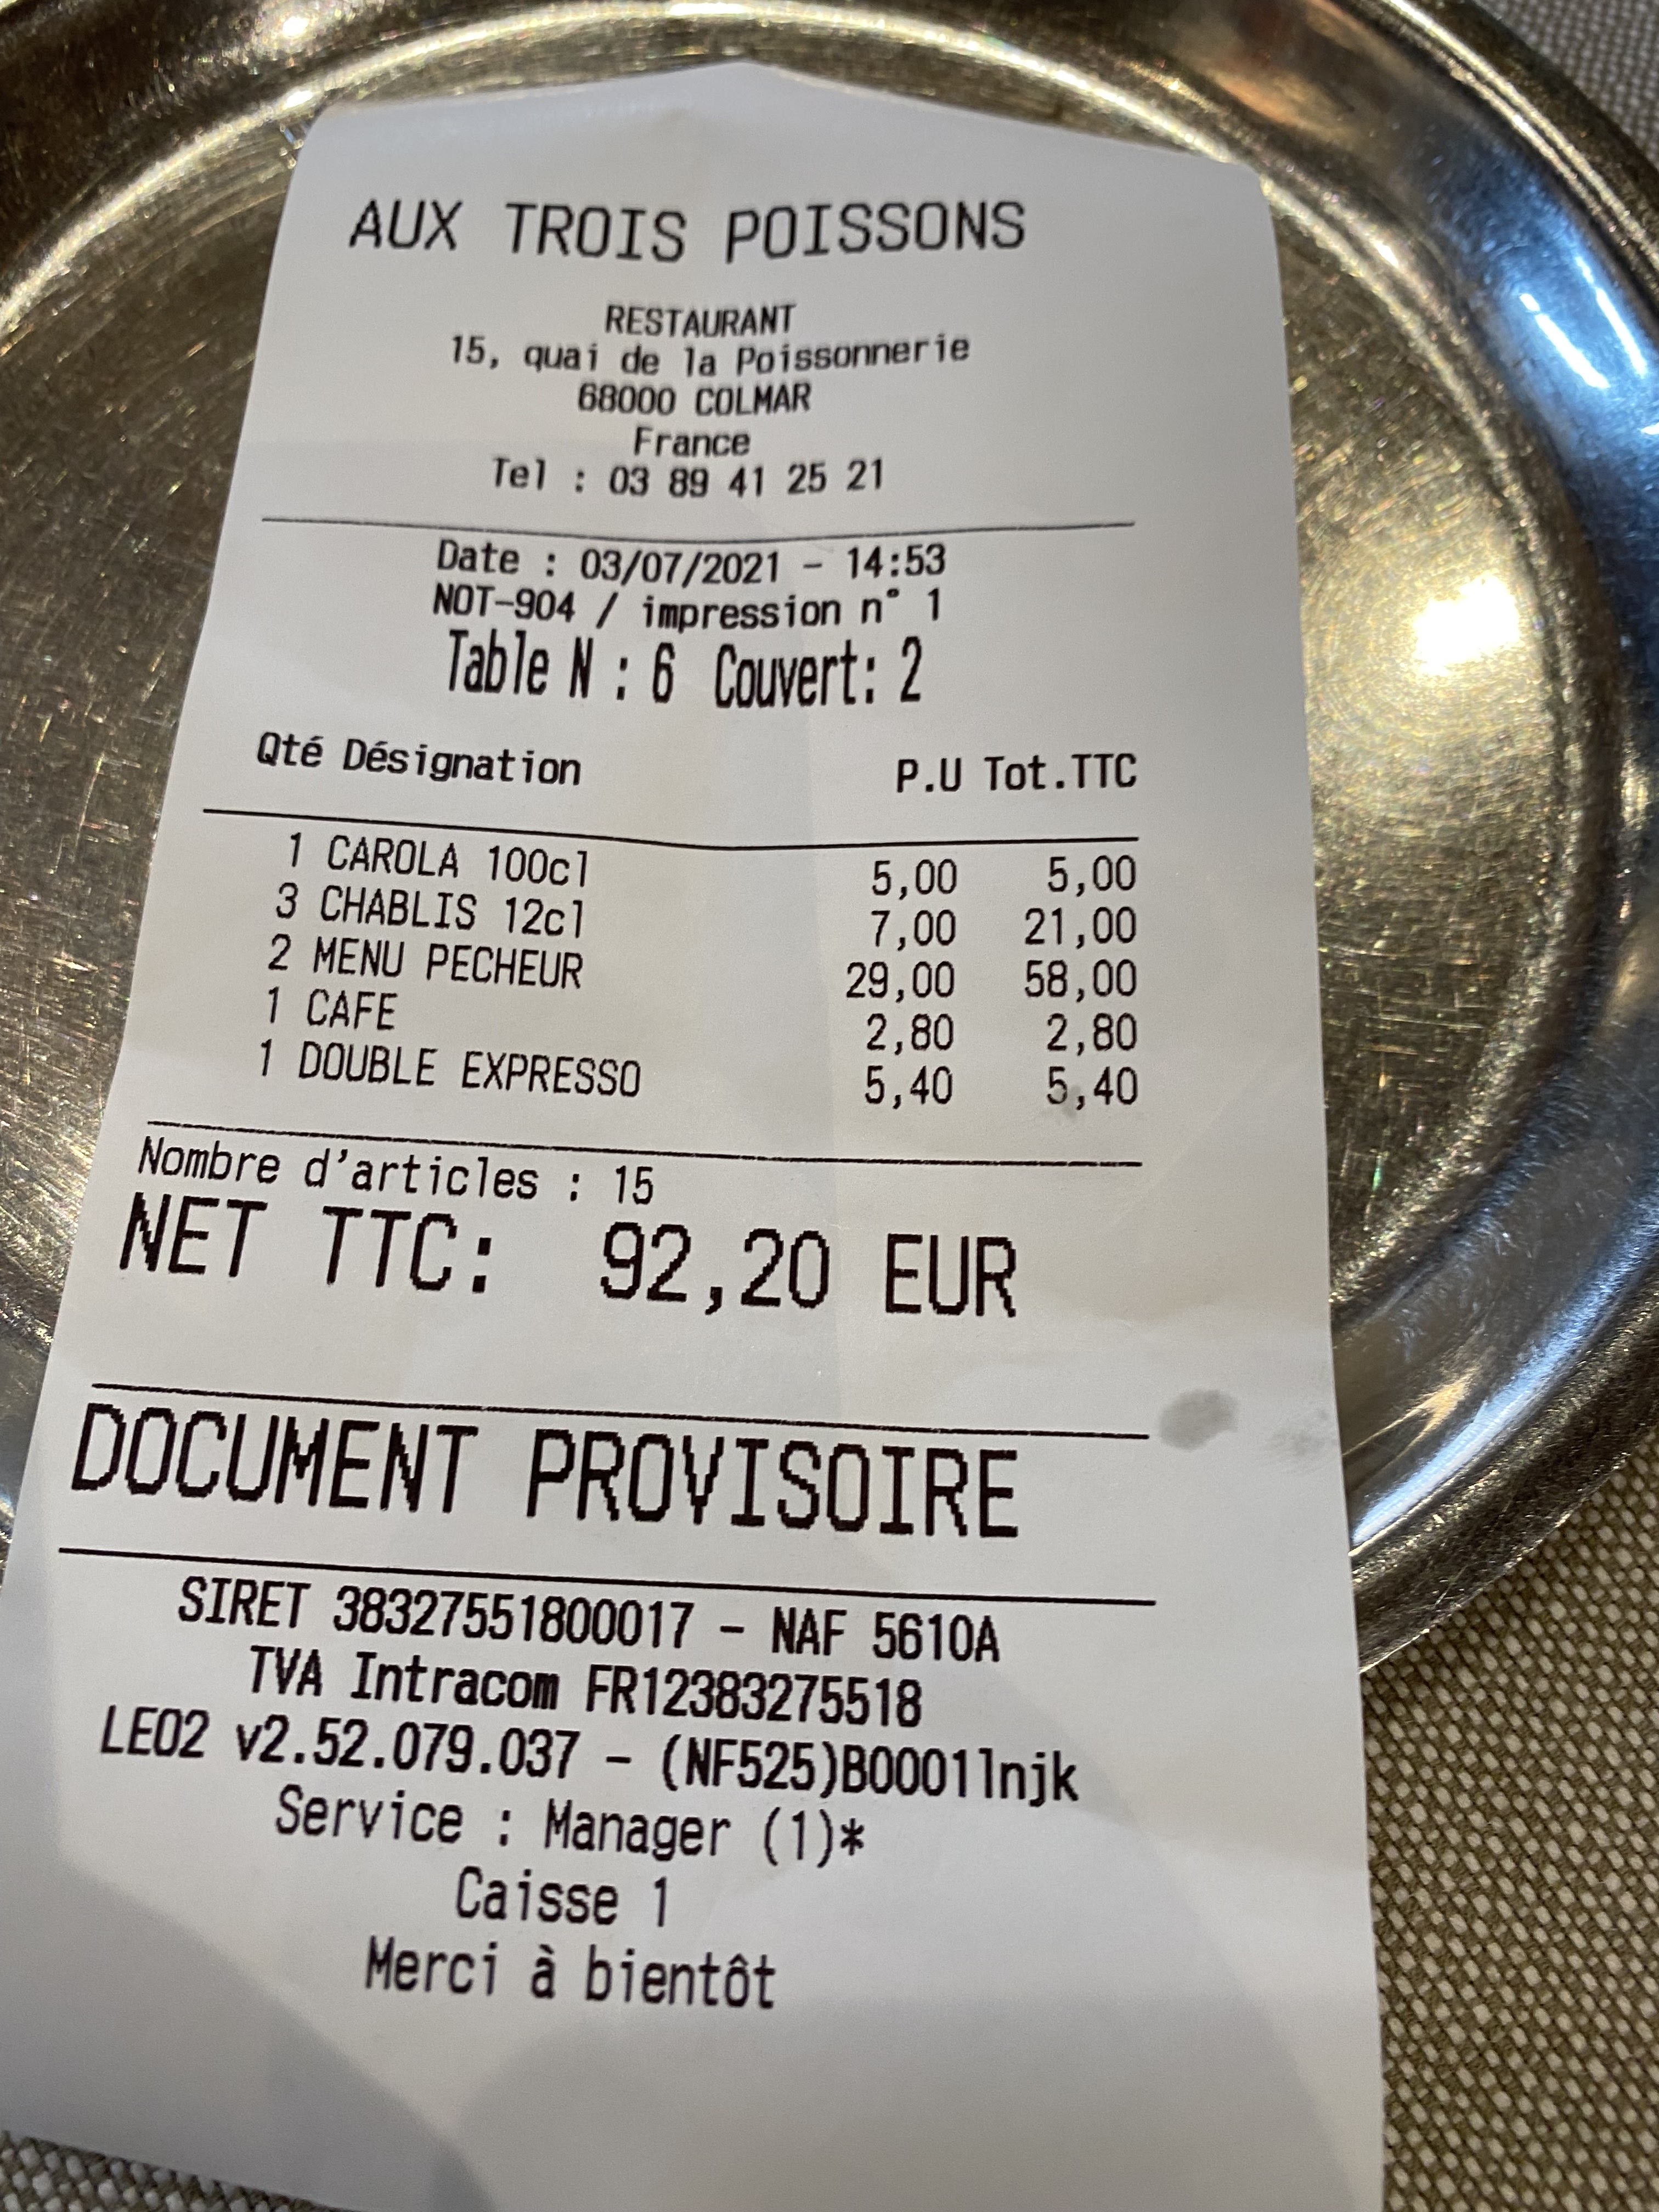 AUX TROIS POISSONS
RESTAURANT
15, quai de la Poissonnerie
68000 COLMAR
France
Tel : 03 89 41 25 21
Date : 03/07/2021 - 14:53
NOT-904 / impression n° 1
Table N : 6 Couvert: 2
Qté Désignation P.U Tot.TTC
1 CAROLA 100cl 5,00 5,00
3 CHABLIS 12cl 7,00 21,00
2 MENU PECHEUR 29,00 58,00
1 CAFE 2,80 2,80
1 DOUBLE EXPRESSO 5,40 5,40
Nombre d'articles : 15
NET TTC: 92,20 EUR
DOCUMENT PROVISOIRE
SIRET 38327551800017 - NAF 5610A
TVA Intracom FR12383275518
LEO2 v2.52.079.037 - (NF525)B00011njk
Service : Manager (1)*
Caisse 1
Merci à bientôt